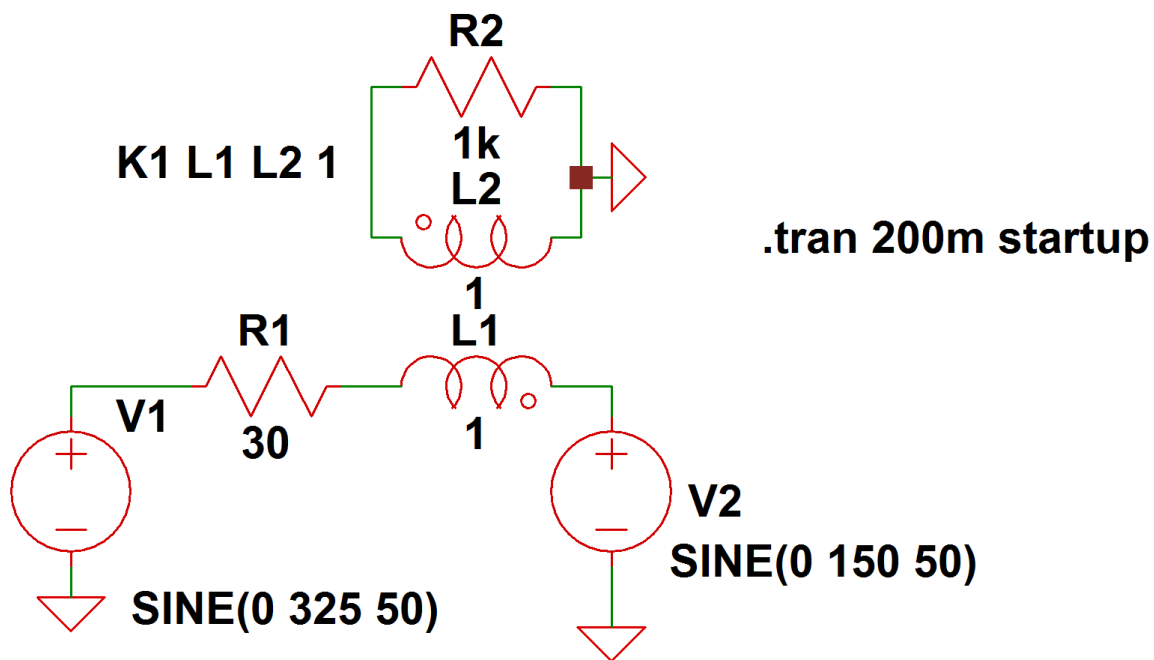 R2
1k
K1 L1 L2 1
L2
1
.tran 200m startup
R1
30
L1
1
V1
SINE(0 325 50)
V2
SINE(0 150 50)